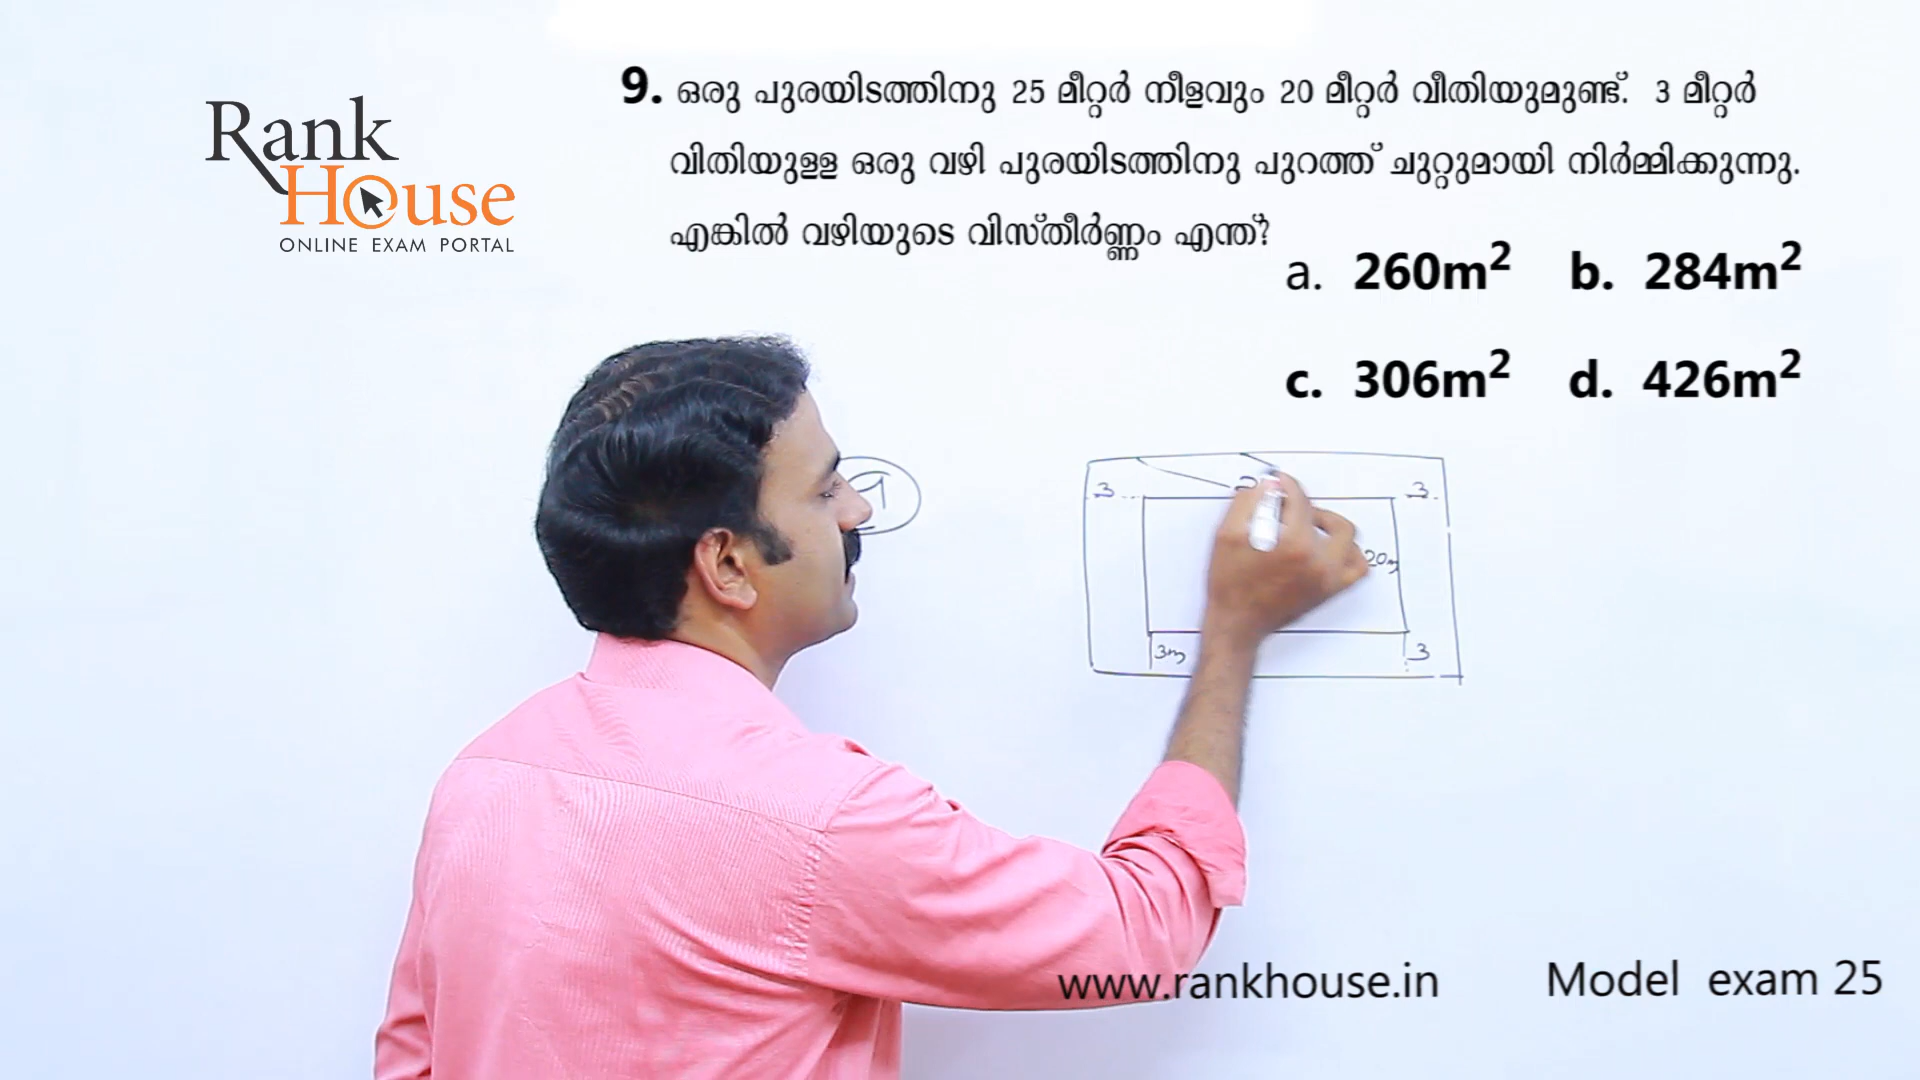 Rank
House
ONLINE EXAM PORTAL
9. ഒരു പുരയിടത്തിനു 25 മീറ്റർ നീളവും 20 മീറ്റർ വീതിയുമുണ്ട്. 3 മീറ്റർ
വിതിയുളള ഒരു വഴി പുരയിടത്തിനു പുറത്ത് ചുറ്റുമായി നിർമ്മിക്കുന്നു.
എങ്കിൽ വഴിയുടെ വിസ്തീർണ്ണം എന്ത്?
a. 260m² b. 284m²
c. 306m² d. 426m²
9
3 3
20m
3m 3
www.rankhouse.in Model exam 25